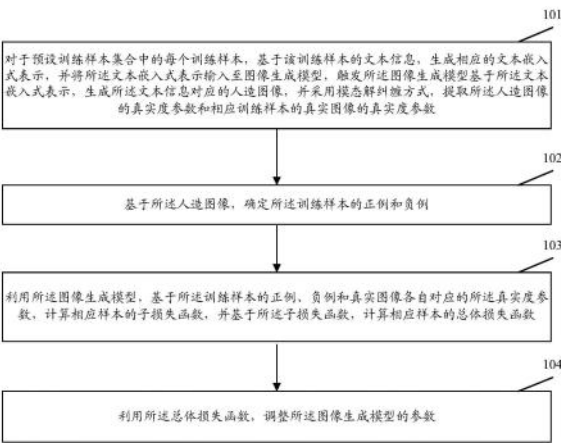 101
对于预设训练样本集合中的每个训练样本，基于该训练样本的文本信息，生成相应的文本嵌入
式表示，并将所述文本嵌入式表示输入至图像生成模型，触发所述图像生成模型基于所述文本
嵌入式表示，生成所述文本信息对应的人造图像，并采用模态解纠缠方式，提取所述人造图像
的真实度参数和相应训练样本的真实图像的真实度参数
102
基于所述人造图像，确定所述训练样本的正例和负例
103
利用所述图像生成模型，基于所述训练样本的正例、负例和真实图像各自对应的所述真实度参
数，计算相应样本的子损失函数，并基于所述子损失函数，计算相应样本的总体损失函数
104
利用所述总体损失函数，调整所述图像生成模型的参数